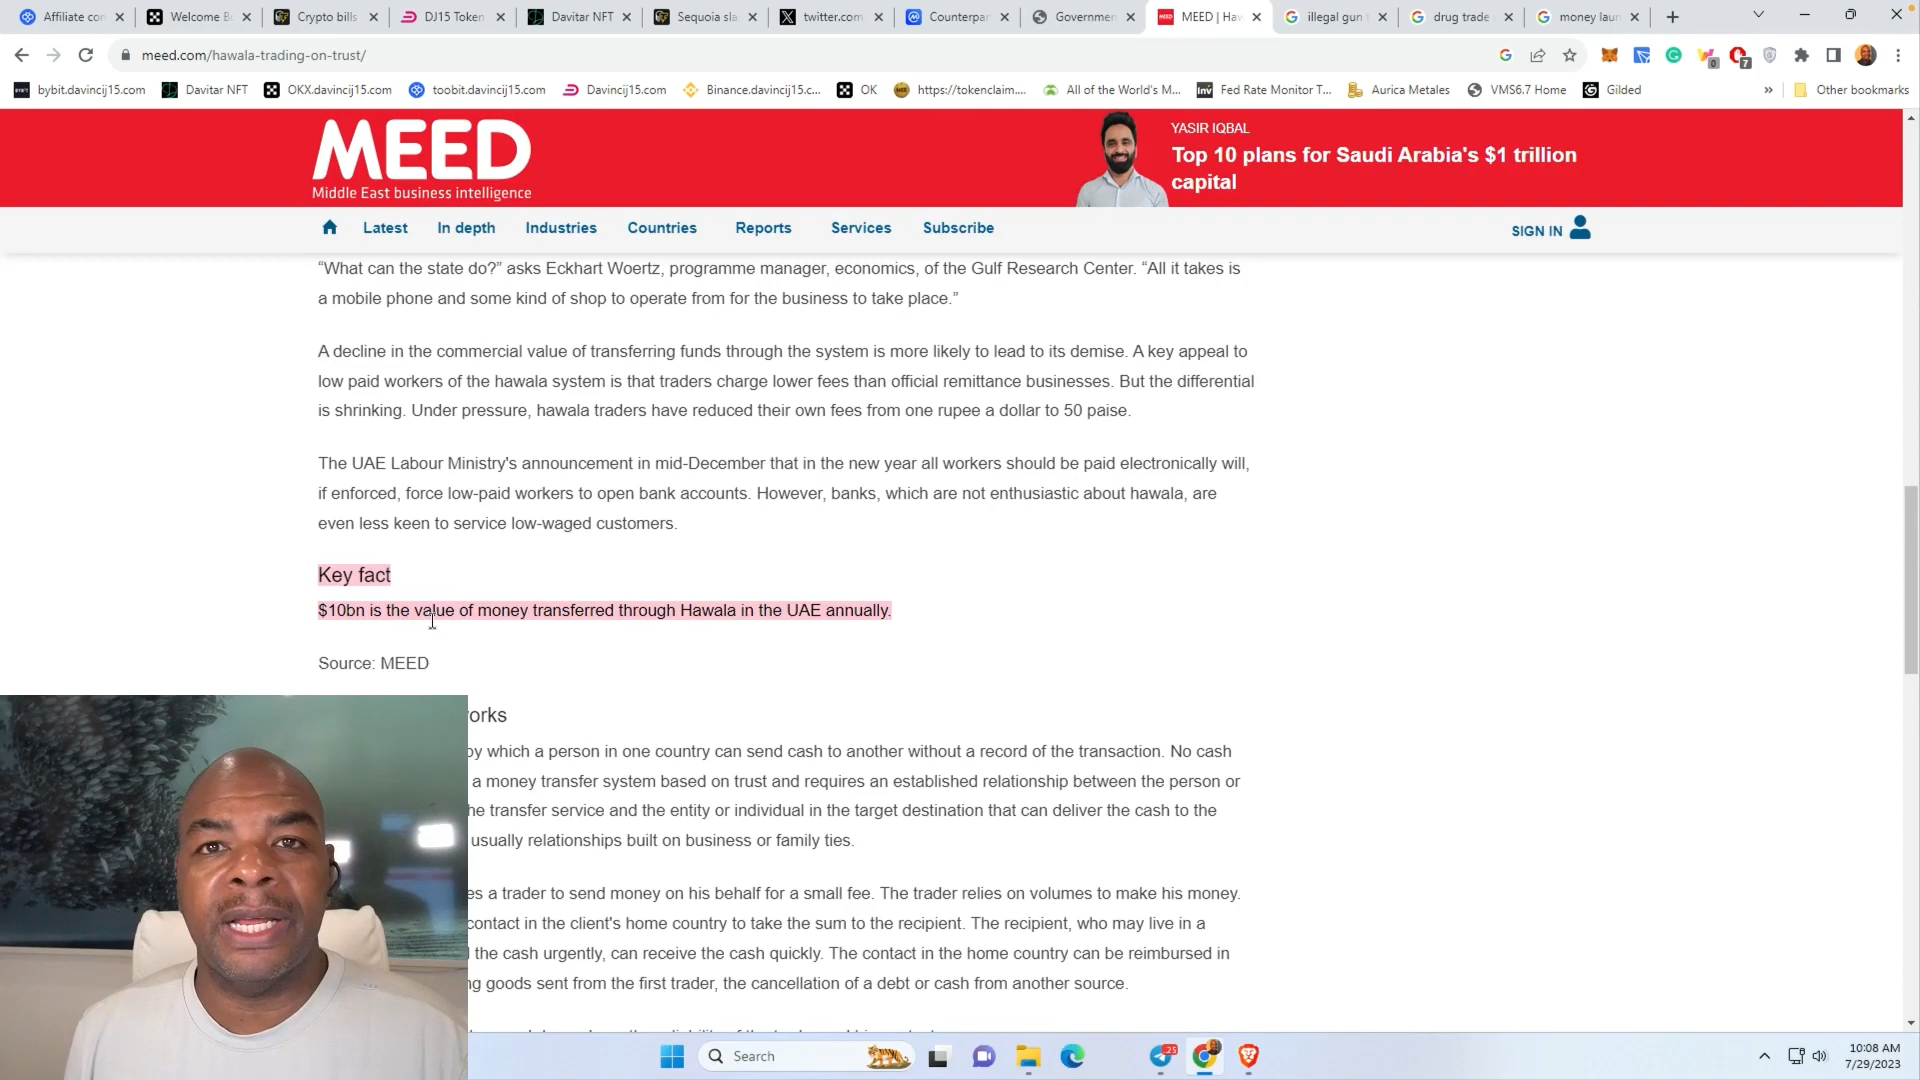 Affiliate con
Welcome B
Crypto bills
DJ15 Token
Davitar NFT
Sequoia sla
twitter.com
Counterpar
Governmen
MEED | Haw
illegal gun t
drug trade
money laun
meed.com/hawala-trading-on-trust/
0
7
bybit.davincij15.com
Davitar NFT
OKX.davincij15.com
toobit.davincij15.com
Davincij15.com
Binance.davincij15.c...
OK
https://tokenclaim....
All of the World's M...
Inv
Fed Rate Monitor T...
Aurica Metales
VMS6.7 Home
Gilded
»
Other bookmarks
MEED
Middle East business intelligence
YASIR IQBAL
Top 10 plans for Saudi Arabia's $1 trillion
capital
Latest
In depth
Industries
Countries
Reports
Services
Subscribe
SIGN IN
“What can the state do?” asks Eckhart Woertz, programme manager, economics, of the Gulf Research Center. “All it takes is
a mobile phone and some kind of shop to operate from for the business to take place.”
A decline in the commercial value of transferring funds through the system is more likely to lead to its demise. A key appeal to
low paid workers of the hawala system is that traders charge lower fees than official remittance businesses. But the differential
is shrinking. Under pressure, hawala traders have reduced their own fees from one rupee a dollar to 50 paise.
The UAE Labour Ministry's announcement in mid-December that in the new year all workers should be paid electronically will,
if enforced, force low-paid workers to open bank accounts. However, banks, which are not enthusiastic about hawala, are
even less keen to service low-waged customers.
Key fact
$10bn is the value of money transferred through Hawala in the UAE annually.
Source: MEED
orks
by which a person in one country can send cash to another without a record of the transaction. No cash
a money transfer system based on trust and requires an established relationship between the person or
he transfer service and the entity or individual in the target destination that can deliver the cash to the
usually relationships built on business or family ties.
es a trader to send money on his behalf for a small fee. The trader relies on volumes to make his money.
contact in the client's home country to take the sum to the recipient. The recipient, who may live in a
the cash urgently, can receive the cash quickly. The contact in the home country can be reimbursed in
ng goods sent from the first trader, the cancellation of a debt or cash from another source.
Search
25
10:08 AM
7/29/2023